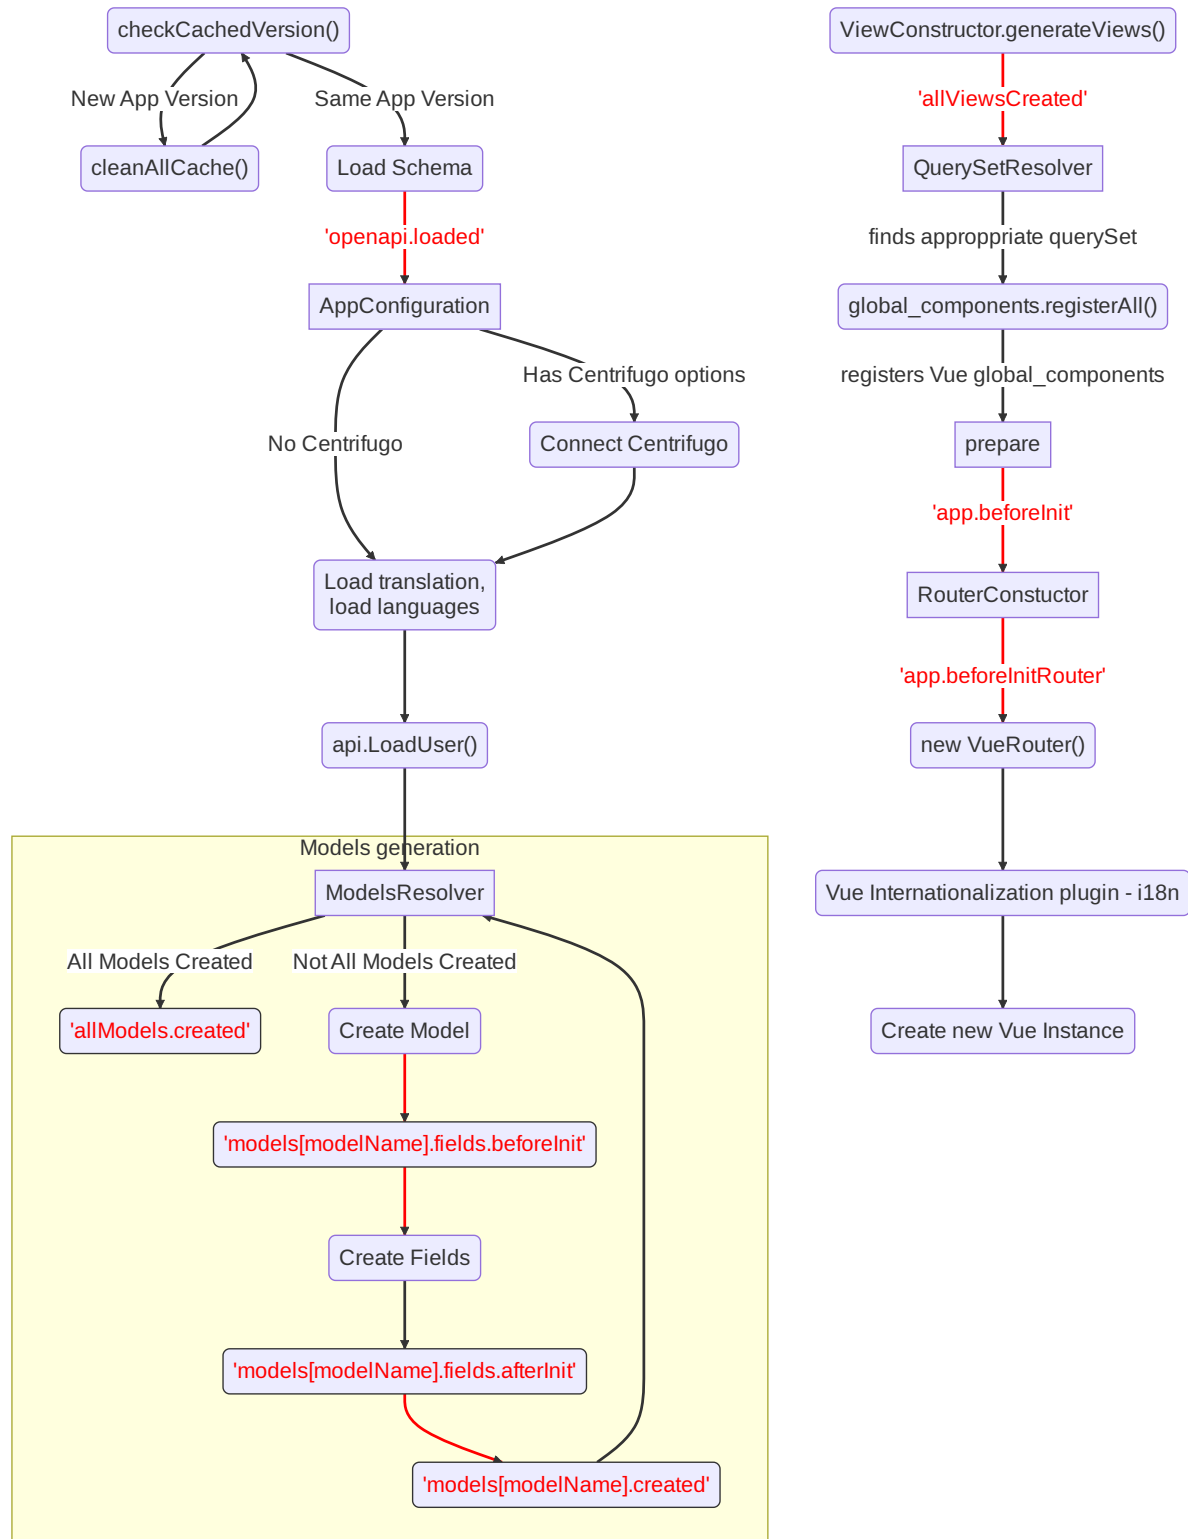 checkCachedVersion()
New App Version
Same App Version
cleanAllCache()
Load Schema
'openapi.loaded'
AppConfiguration
Has Centrifugo options
No Centrifugo
Connect Centrifugo
Load translation,
load languages
api.LoadUser()
Models generation
ModelsResolver
All Models Created
Not All Models Created
'allModels.created'
Create Model
'models[modelName].fields.beforeInit'
Create Fields
'models[modelName].fields.afterInit'
'models[modelName].created'
ViewConstructor.generateViews()
'allViewsCreated'
QuerySetResolver
finds approppriate querySet
global_components.registerAll()
registers Vue global_components
prepare
'app.beforeInit'
RouterConstuctor
'app.beforeInitRouter'
new VueRouter()
Vue Internationalization plugin - i18n
Create new Vue Instance